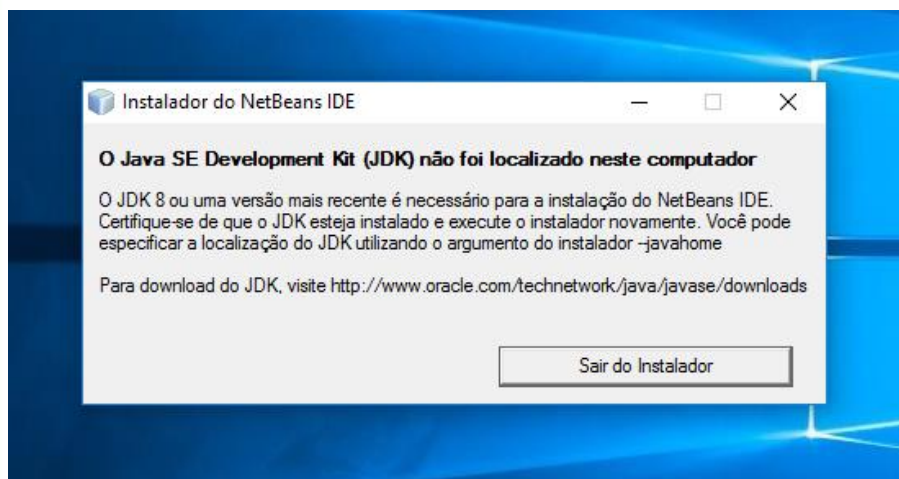 Instalador do NetBeans IDE
O Java SE Development Kit (JDK) não foi localizado neste computador
O JDK 8 ou uma versão mais recente é necessário para a instalação do NetBeans IDE.
Certifique-se de que o JDK esteja instalado e execute o instalador novamente. Você pode
especificar a localização do JDK utilizando o argumento do instalador --javahome
Para download do JDK, visite http://www.oracle.com/technetwork/java/javase/downloads
Sair do Instalador